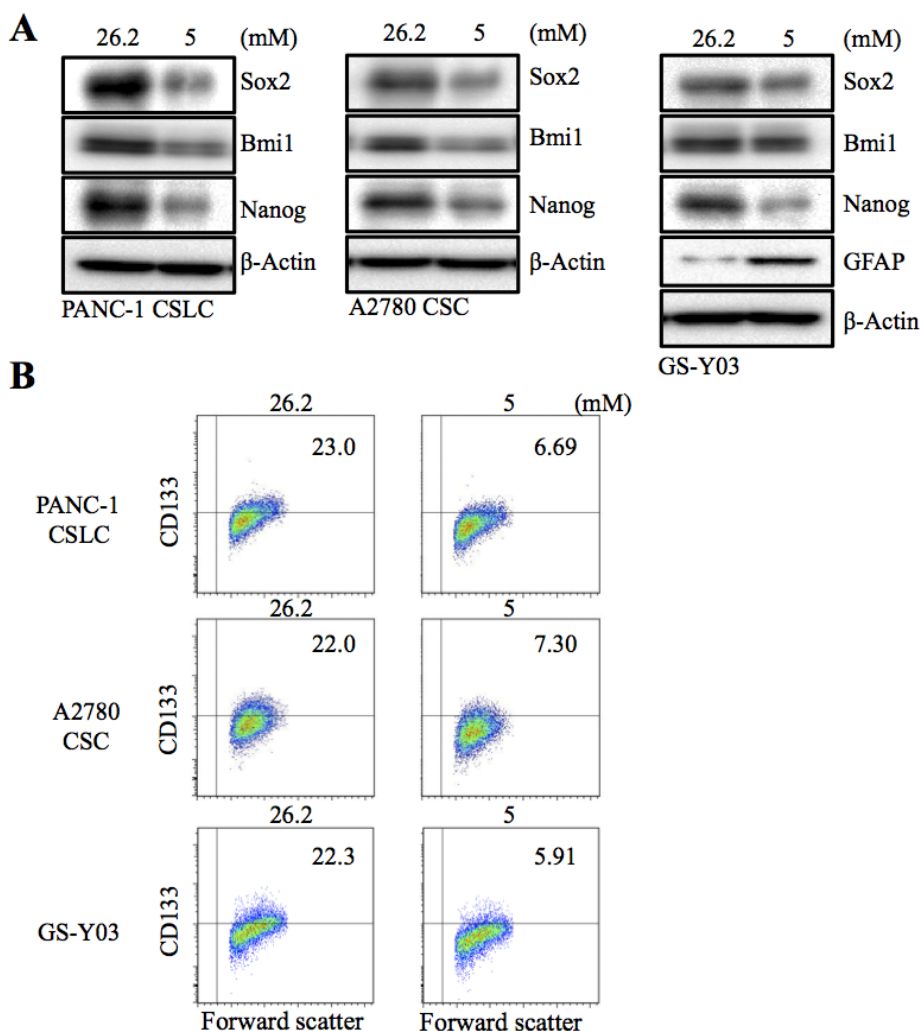 A
26.2 5 (mM)
Sox2
Bmi1
Nanog
β-Actin
PANC-1 CSLC
26.2 5 (mM)
Sox2
Bmi1
Nanog
β-Actin
A2780 CSC
26.2 5 (mM)
Sox2
Bmi1
Nanog
GFAP
β-Actin
GS-Y03
B
26.2 5 (mM)
PANC-1
CSLC
CD133
23.0 6.69
26.2 5
A2780
CSC
CD133
22.0 7.30
26.2 5
GS-Y03
CD133
22.3 5.91
Forward scatter Forward scatter